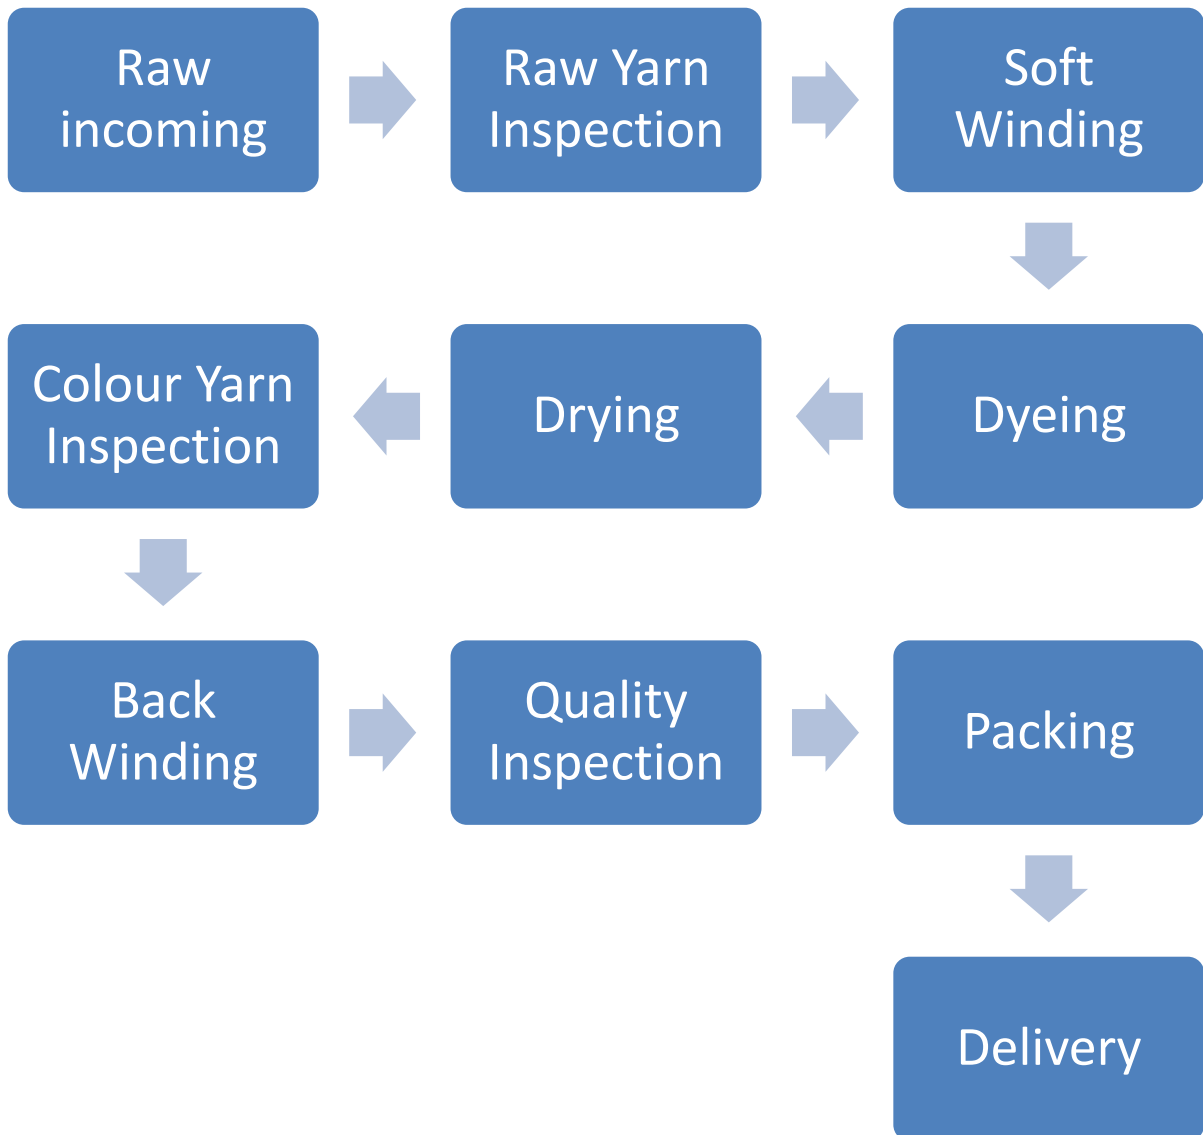 Raw
incoming
Raw Yarn
Inspection
Soft
Winding
Dyeing
Drying
Colour Yarn
Inspection
Back
Winding
Quality
Inspection
Packing
Delivery